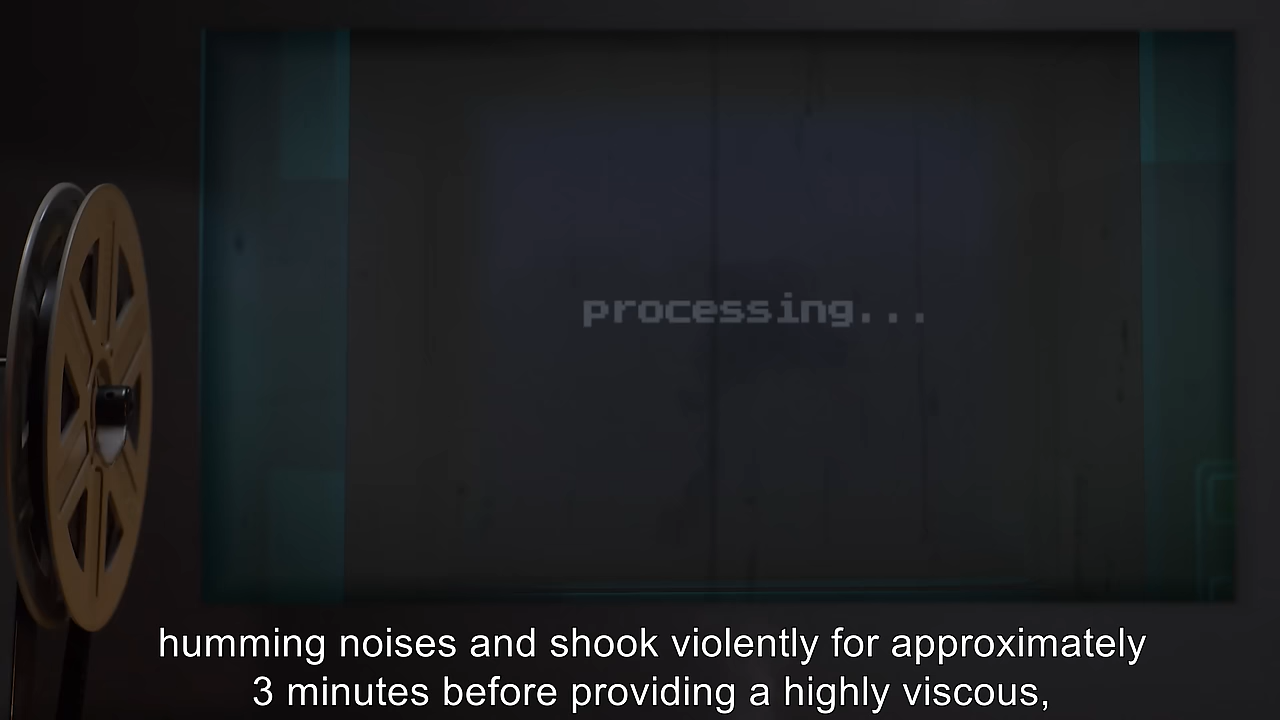 processing...
humming noises and shook violently for approximately
3 minutes before providing a highly viscous,